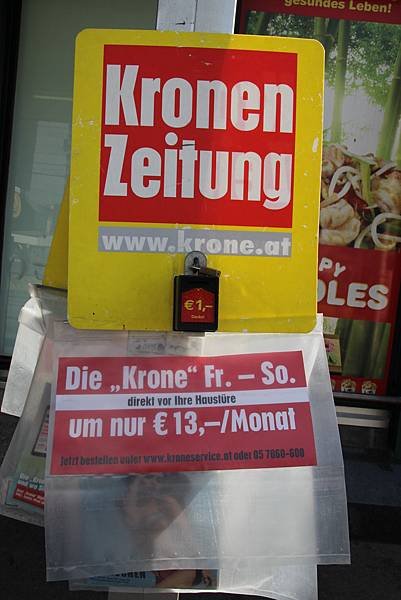 gesundes Leben!
Kronen
Zeitung
www.krone.at
€ 1,–
Danke!
Die „Krone“ Fr. – So.
direkt vor Ihre Haustüre
um nur € 13,–/Monat
Jetzt bestellen unter www.kroneservice.at oder 05 7060-600